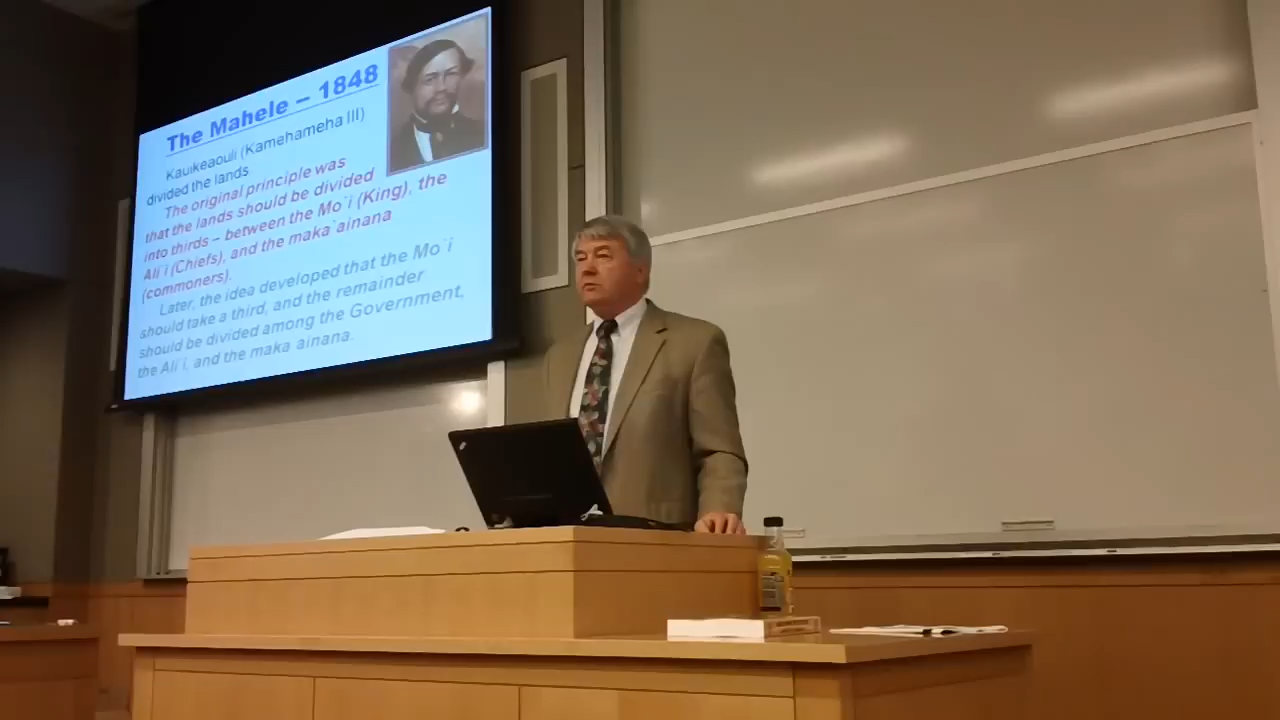 The Mahele – 1848
Kauikeaouli (Kamehameha III)
divided the lands
The original principle was
that the lands should be divided
into thirds – between the Mo`i (King), the
Ali`i (Chiefs), and the maka`ainana
(commoners).
Later, the idea developed that the Mo`i
should take a third, and the remainder
should be divided among the Government,
the Ali`i, and the maka ainana.